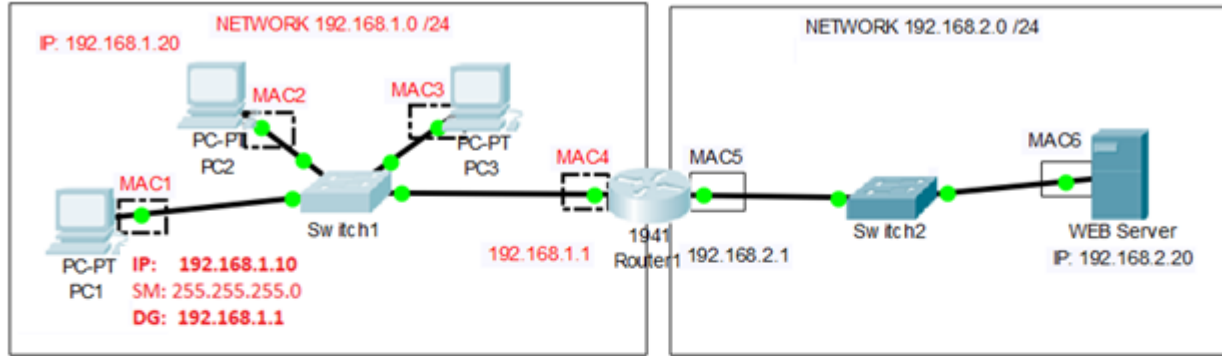 NETWORK 192.168.1.0 /24
IP: 192.168.1.20
MAC2
MAC3
PC-PT
PC2
PC-PT
PC3
MAC1
Switch1
MAC4
PC-PT
PC1
IP: 192.168.1.10
SM: 255.255.255.0
DG: 192.168.1.1
192.168.1.1
1941
Router1
NETWORK 192.168.2.0 /24
MAC5
MAC6
192.168.2.1
Switch2
WEB Server
IP: 192.168.2.20